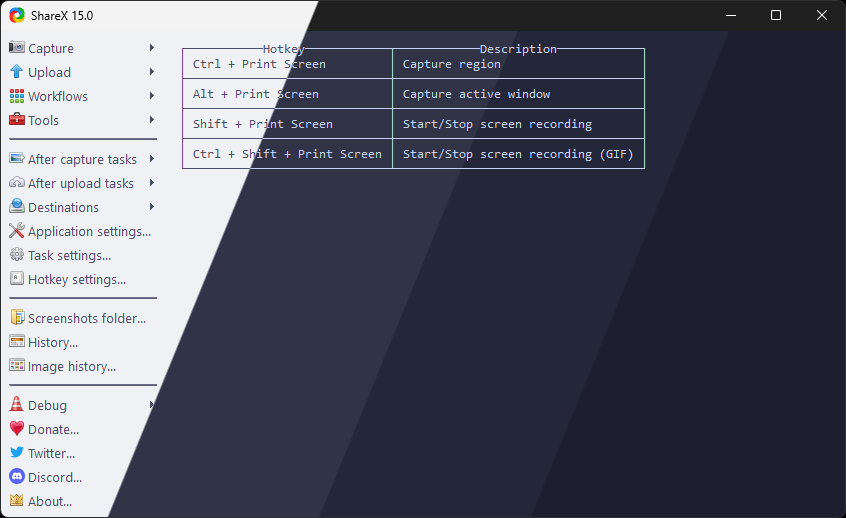 ShareX 15.0
Capture
Upload
Workflows
Tools
After capture tasks
After upload tasks
Destinations
Application settings...
Task settings...
Hotkey settings...
Screenshots folder...
History...
Image history...
Debug
Donate...
Twitter...
Discord...
About...
Hotkey Description
Ctrl + Print Screen Capture region
Alt + Print Screen Capture active window
Shift + Print Screen Start/Stop screen recording
Ctrl + Shift + Print Screen Start/Stop screen recording (GIF)